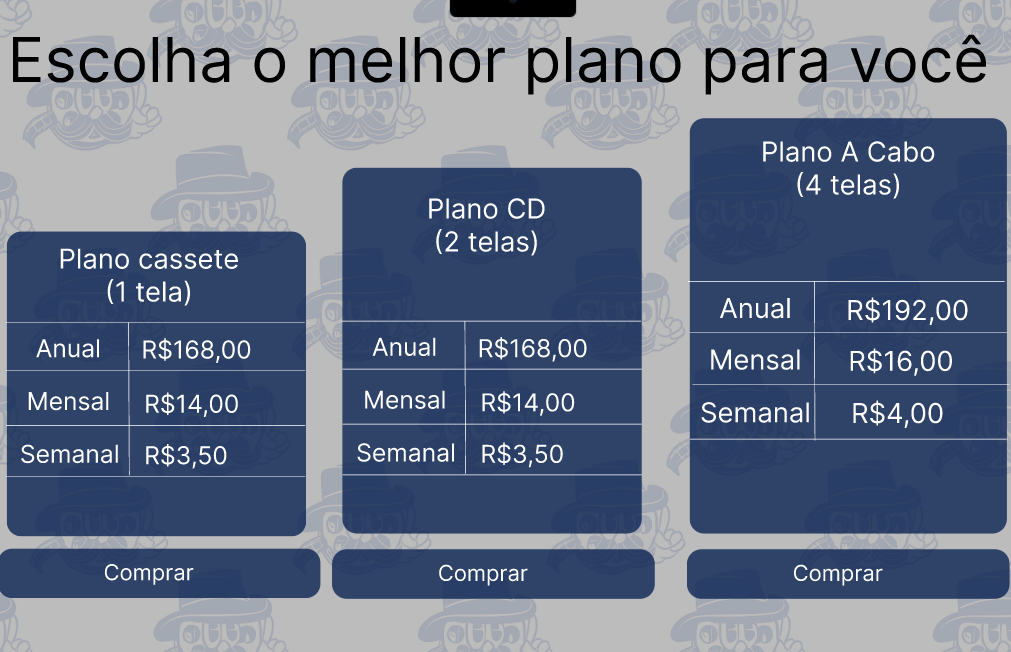 Escolha o melhor plano para você
Plano cassete
(1 tela)
Anual R$168,00
Mensal R$14,00
Semanal R$3,50
Comprar
Plano CD
(2 telas)
Anual R$168,00
Mensal R$14,00
Semanal R$3,50
Comprar
Plano A Cabo
(4 telas)
Anual R$192,00
Mensal R$16,00
Semanal R$4,00
Comprar